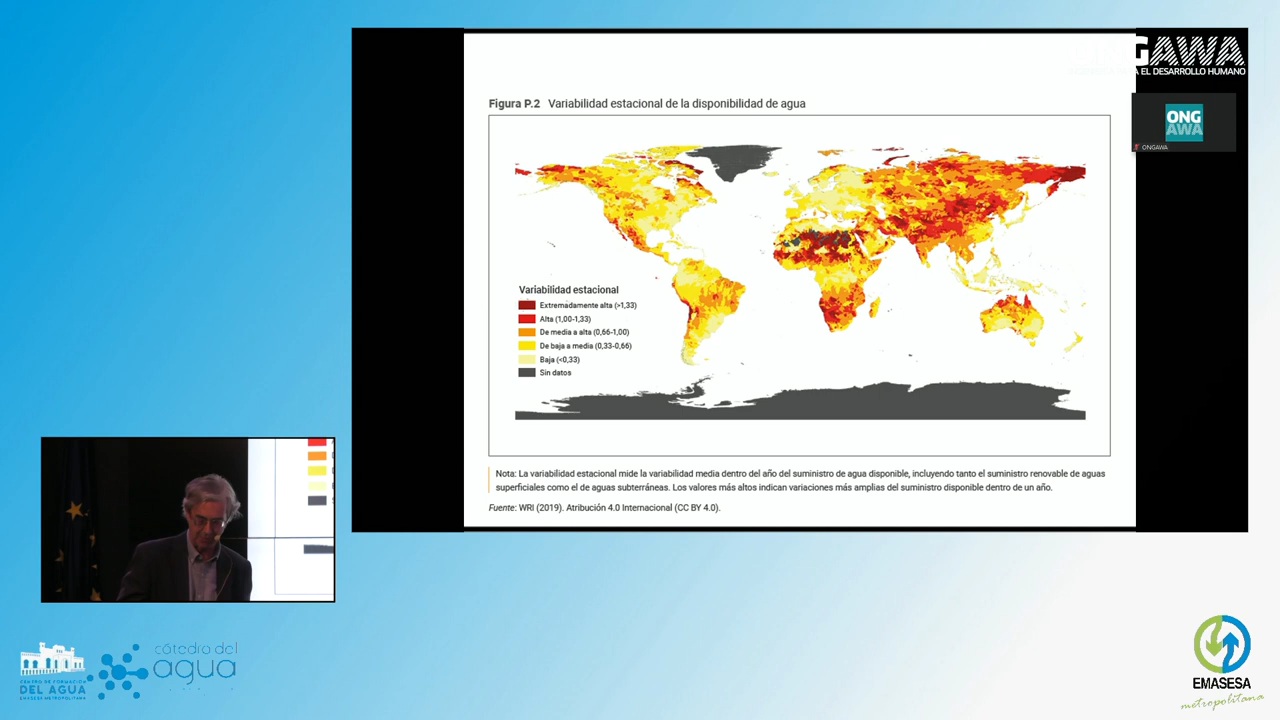 ONGAWA
EL DESARROLLO HUMANO
Figura P.2 Variabilidad estacional de la disponibilidad de agua
ONG
AWA
ONGAWA
Variabilidad estacional
Extremadamente alta (>1,33)
Alta (1,00-1,33)
De media a alta (0,66-1,00)
De baja a media (0,33-0,66)
Baja (<0,33)
Sin datos
Nota: La variabilidad estacional mide la variabilidad media dentro del año del suministro de agua disponible, incluyendo tanto el suministro renovable de aguas
superficiales como el de aguas subterráneas. Los valores más altos indican variaciones más amplias del suministro disponible dentro de un año.
Fuente: WRI (2019). Atribución 4.0 Internacional (CC BY 4.0).
CENTRO DE FORMACIÓN
DEL AGUA
EMASESA METROPOLITANA
cátedra del
agua
EMASESA
metropolitana